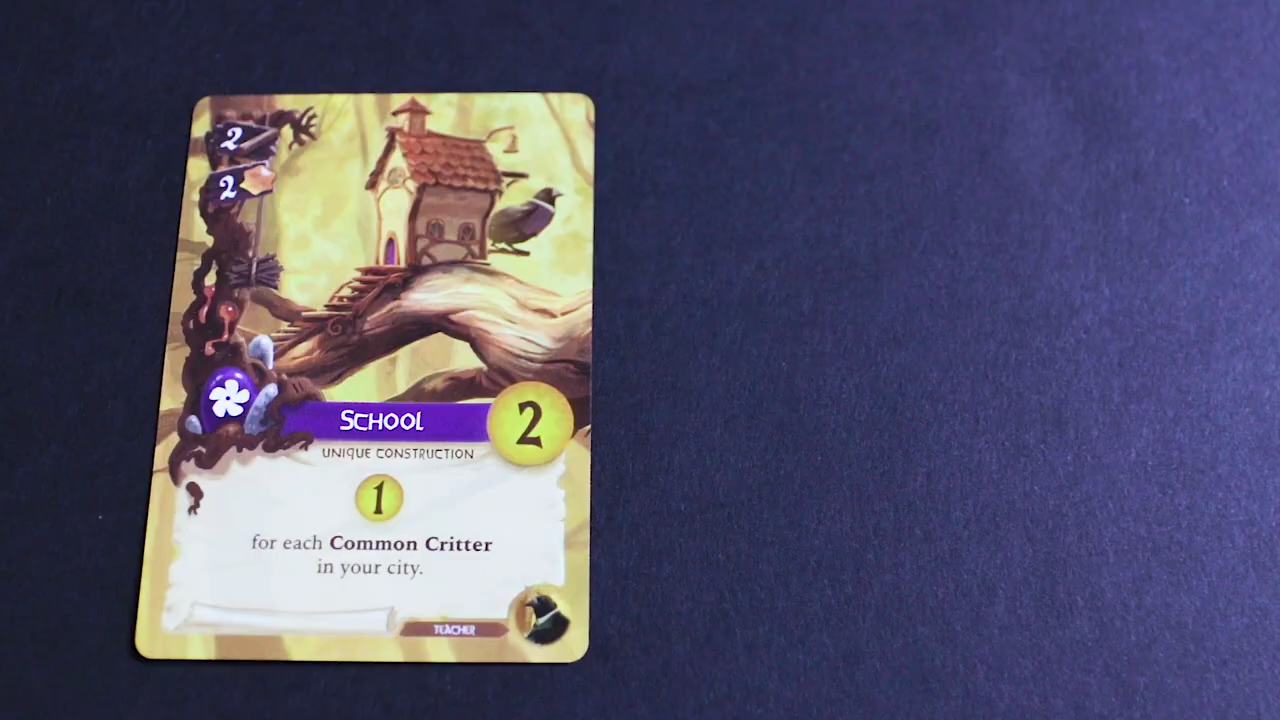 2
2
SCHOOL
2
UNIQUE CONSTRUCTION
1
for each Common Critter
in your city.
TEACHER